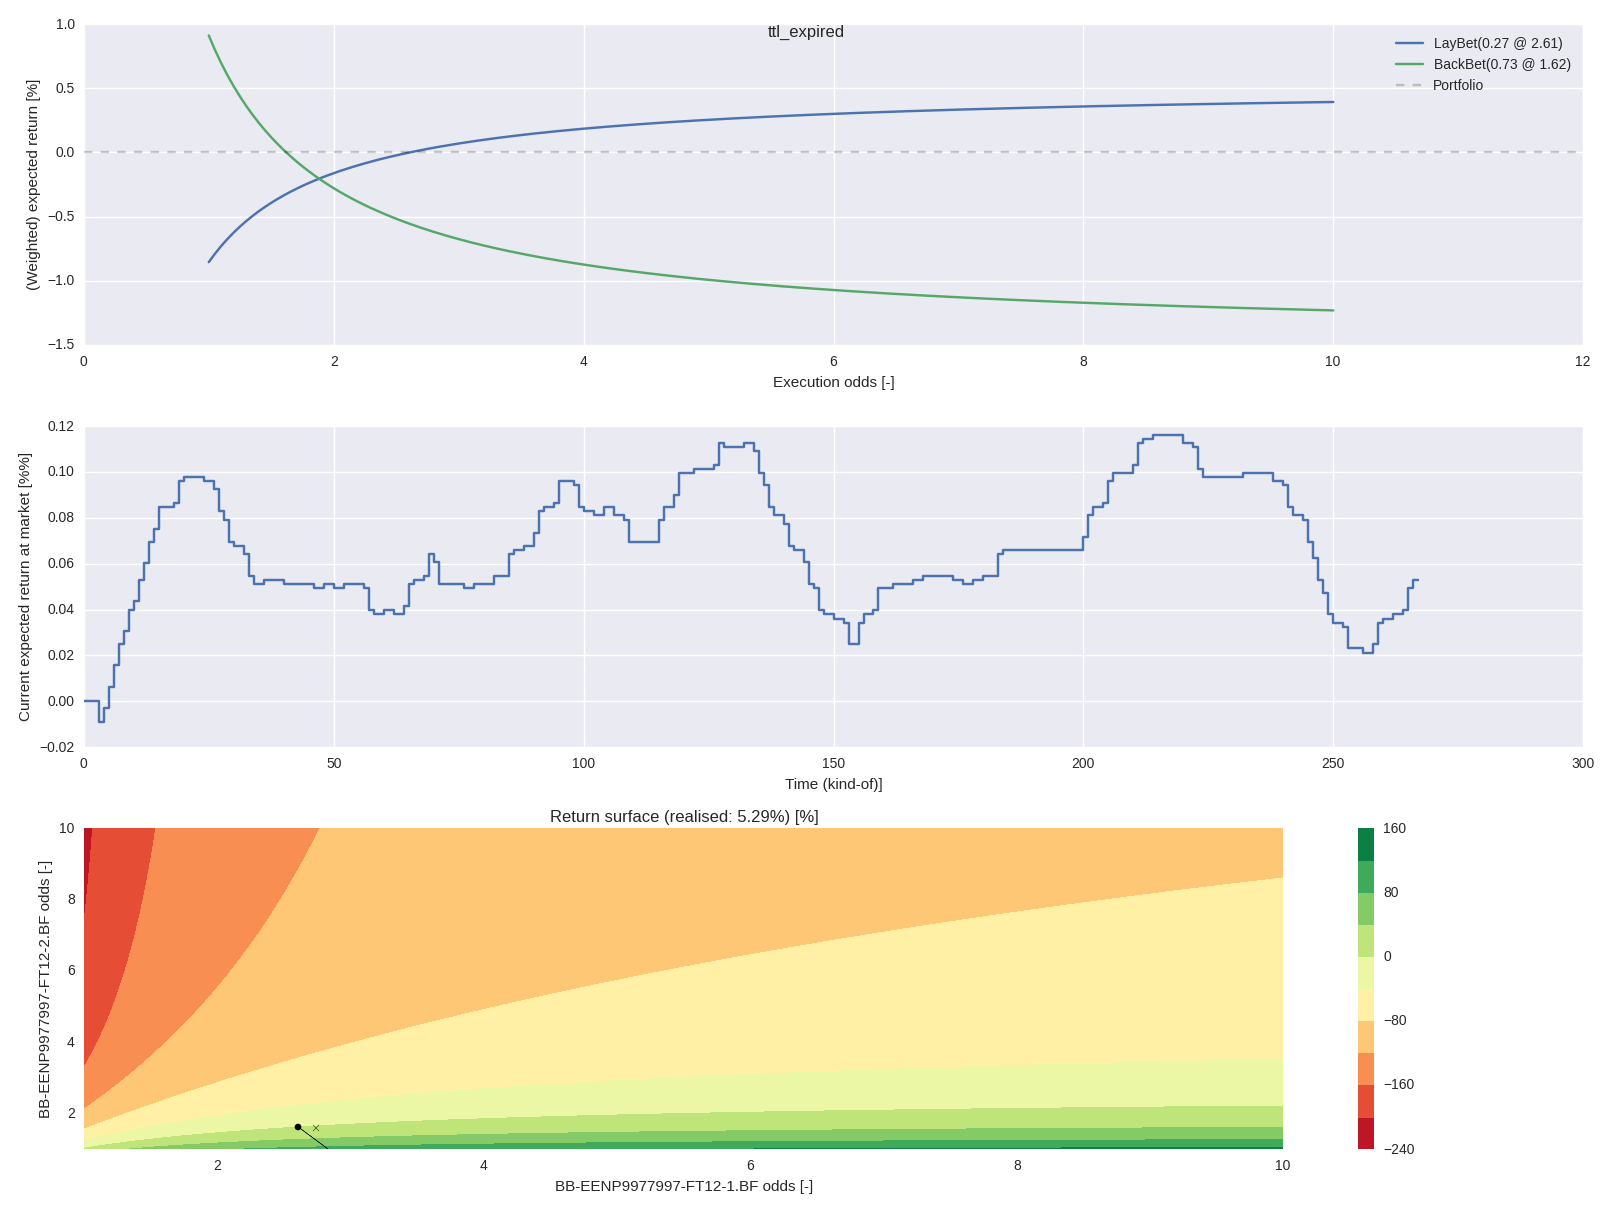 ttl_expired
LayBet(0.27 @ 2.61)
BackBet(0.73 @ 1.62)
Portfolio
(Weighted) expected return [%]
1.0
0.5
0.0
−0.5
−1.0
−1.5
0 2 4 6 8 10 12
Execution odds [-]
Current expected return at market [%%]
0.12
0.10
0.08
0.06
0.04
0.02
0.00
−0.02
0 50 100 150 200 250 300
Time (kind-of)]
Return surface (realised: 5.29%) [%]
BB-EENP9977997-FT12-2.BF odds [-]
10
8
6
4
2
2 4 6 8 10
BB-EENP9977997-FT12-1.BF odds [-]
160
80
0
−80
−160
−240